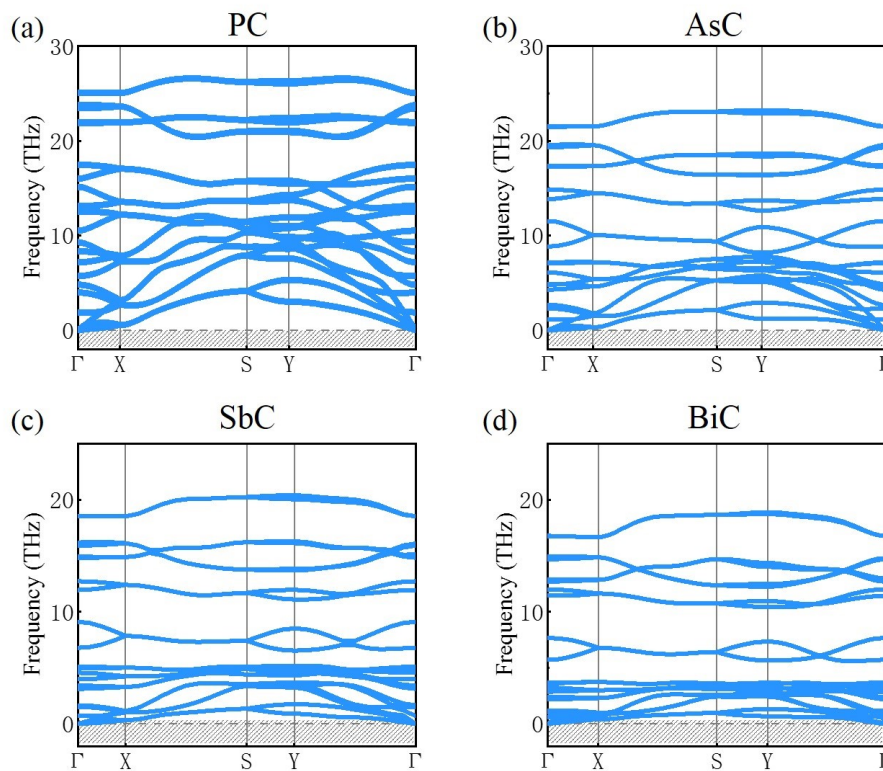 (a) PC
30
20
10
0
Frequency (THz)
Γ X S Y Γ
(b) AsC
30
20
10
0
Frequency (THz)
Γ X S Y
(c) SbC
20
10
0
Frequency (THz)
Γ X S Y Γ
(d) BiC
20
10
0
Frequency (THz)
Γ X S Y